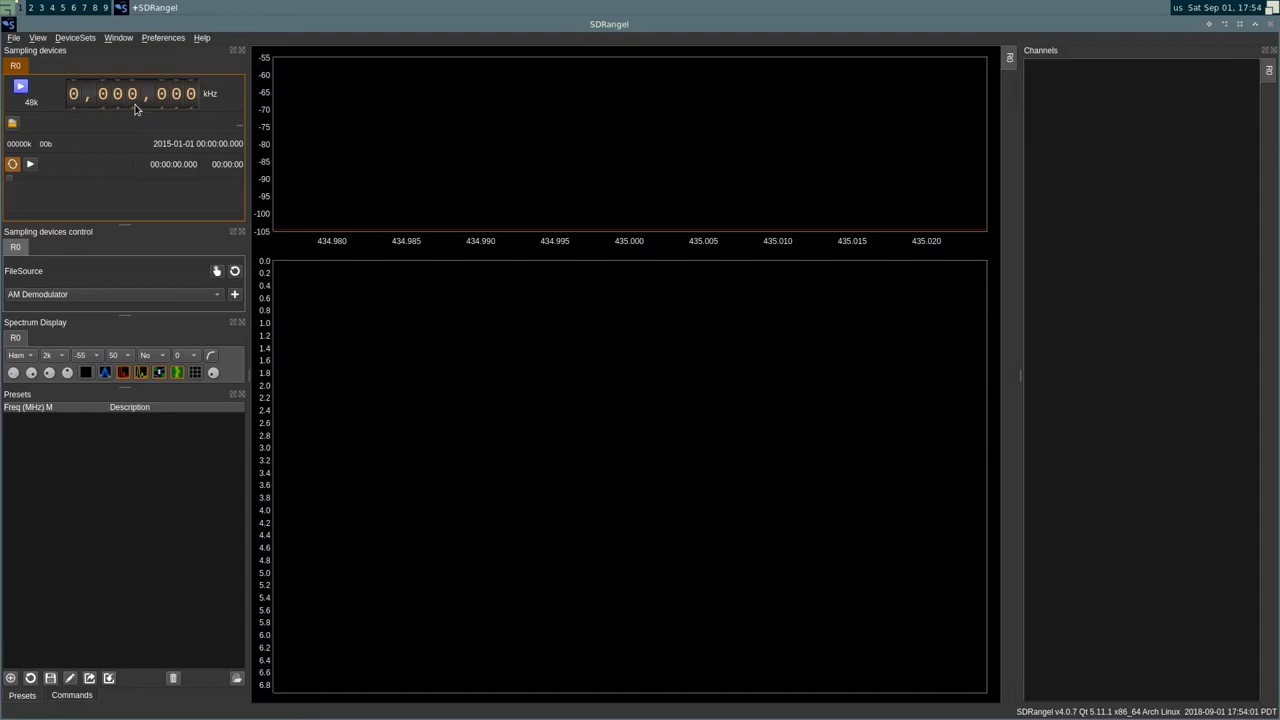 1 2 3 4 5 6 7 8 9 +SDRangel us Sat Sep 01, 17:54
SDRangel
File View DeviceSets Window Preferences Help
Sampling devices
R0
48k
0,000,000 kHz
...
00000k 00b 2015-01-01 00:00:00.000
00:00:00.000 00:00:00
Sampling devices control
R0
FileSource
AM Demodulator
Spectrum Display
R0
Ham 2k -55 50 No 0
Presets
Freq (MHz) M Description
Presets Commands
-55
-60
-65
-70
-75
-80
-85
-90
-95
-100
-105
434.980 434.985 434.990 434.995 435.000 435.005 435.010 435.015 435.020
0.0
0.2
0.4
0.6
0.8
1.0
1.2
1.4
1.6
1.8
2.0
2.2
2.4
2.6
2.8
3.0
3.2
3.4
3.6
3.8
4.0
4.2
4.4
4.6
4.8
5.0
5.2
5.4
5.6
5.8
6.0
6.2
6.4
6.6
6.8
R0
Channels
R0
SDRangel v4.0.7 Qt 5.11.1 x86_64 Arch Linux 2018-09-01 17:54:01 PDT